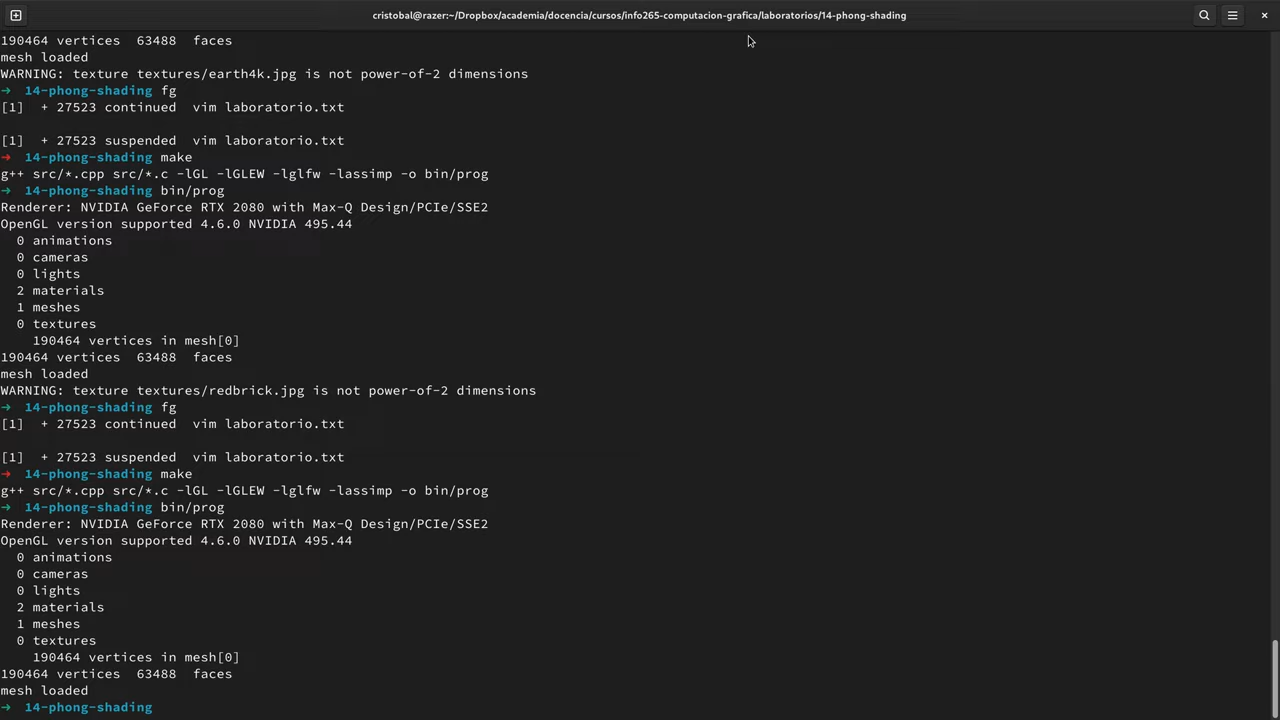 cristobal@razer:~/Dropbox/academia/docencia/cursos/info265-computacion-grafica/laboratorios/14-phong-shading
190464 vertices  63488  faces
mesh loaded
WARNING: texture textures/earth4k.jpg is not power-of-2 dimensions
→  14-phong-shading fg
[1]  + 27523 continued  vim laboratorio.txt
[1]  + 27523 suspended  vim laboratorio.txt
→  14-phong-shading make
g++ src/*.cpp src/*.c -lGL -lGLEW -lglfw -lassimp -o bin/prog
→  14-phong-shading bin/prog
Renderer: NVIDIA GeForce RTX 2080 with Max-Q Design/PCIe/SSE2
OpenGL version supported 4.6.0 NVIDIA 495.44
  0 animations
  0 cameras
  0 lights
  2 materials
  1 meshes
  0 textures
    190464 vertices in mesh[0]
190464 vertices  63488  faces
mesh loaded
WARNING: texture textures/redbrick.jpg is not power-of-2 dimensions
→  14-phong-shading fg
[1]  + 27523 continued  vim laboratorio.txt
[1]  + 27523 suspended  vim laboratorio.txt
→  14-phong-shading make
g++ src/*.cpp src/*.c -lGL -lGLEW -lglfw -lassimp -o bin/prog
→  14-phong-shading bin/prog
Renderer: NVIDIA GeForce RTX 2080 with Max-Q Design/PCIe/SSE2
OpenGL version supported 4.6.0 NVIDIA 495.44
  0 animations
  0 cameras
  0 lights
  2 materials
  1 meshes
  0 textures
    190464 vertices in mesh[0]
190464 vertices  63488  faces
mesh loaded
→  14-phong-shading